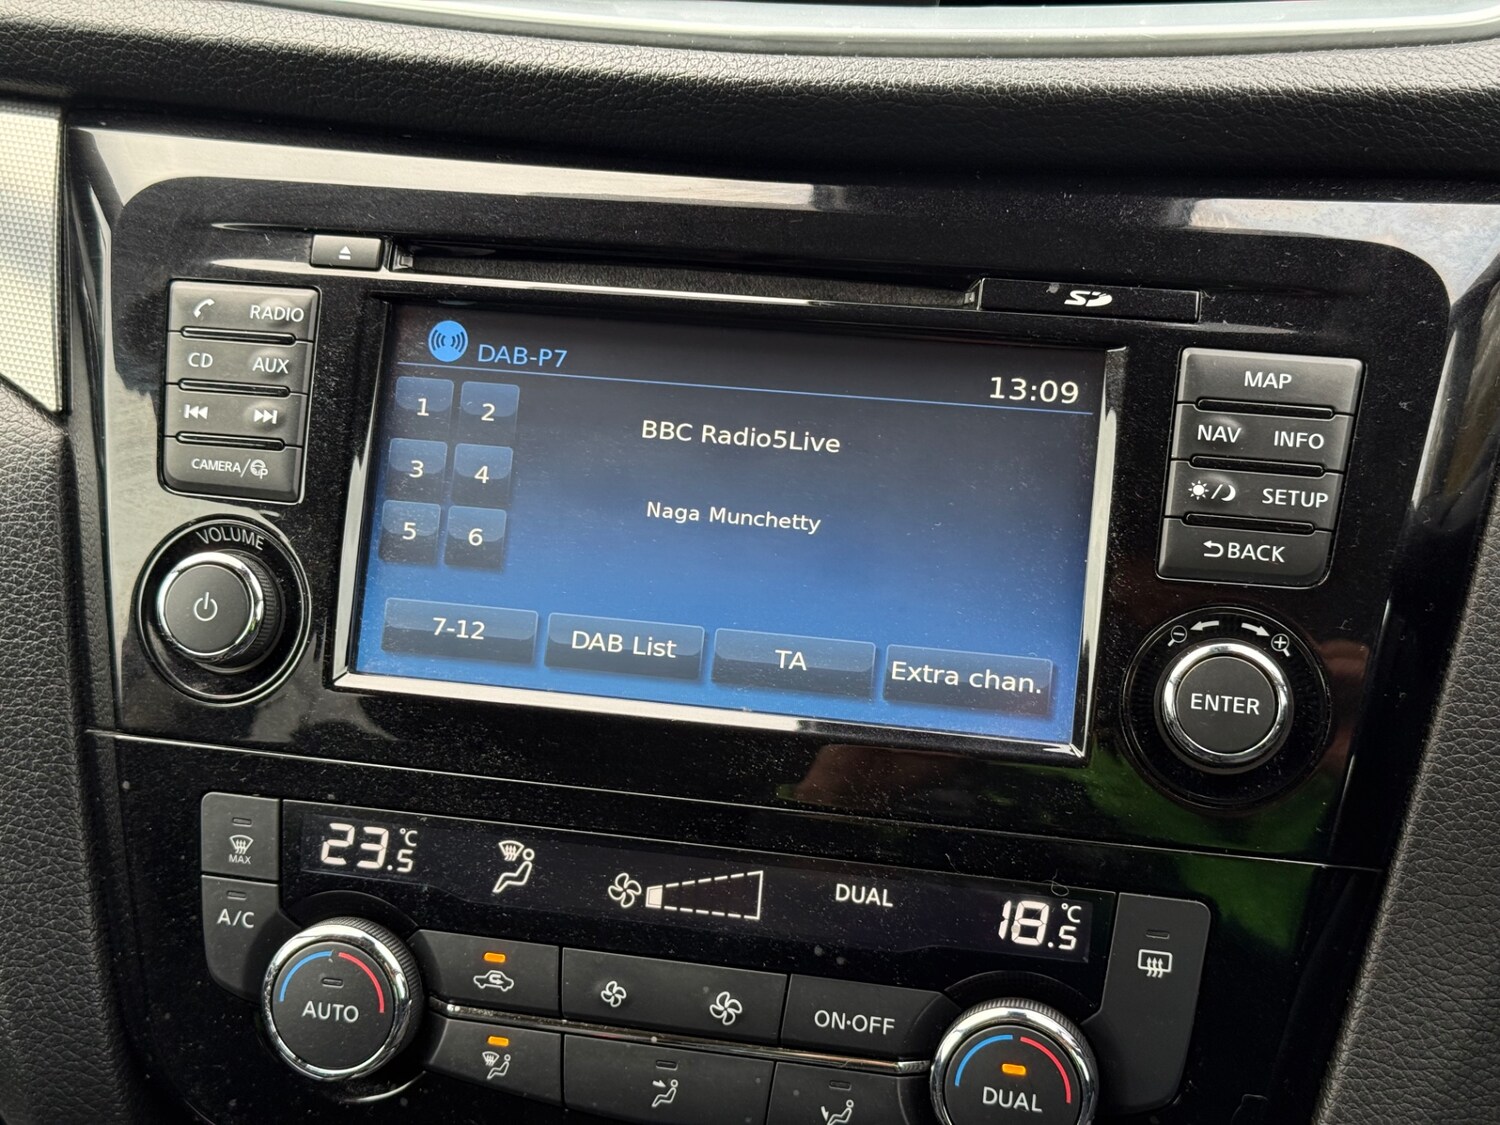 RADIO
CD AUX
CAMERA/
VOLUME
SD
DAB-P7
13:09
1 2
3 4
5 6
BBC Radio5Live
Naga Munchetty
7-12
DAB List
TA
Extra chan.
MAP
NAV INFO
SETUP
BACK
ENTER
MAX
A/C
23.5°C
DUAL
18.5°C
AUTO
ON·OFF
DUAL